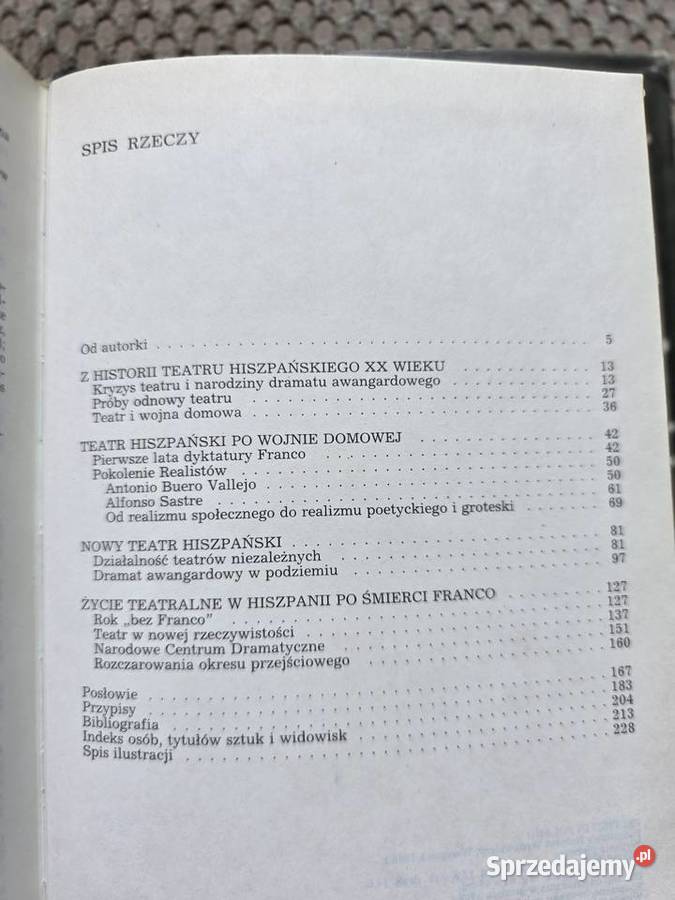 SPIS RZECZY
Od autorki . . . . . . . . . . . . . . . . . . . . . . 5
Z HISTORII TEATRU HISZPAŃSKIEGO XX WIEKU . . . . . . . 13
Kryzys teatru i narodziny dramatu awangardowego . . . . . . . 13
Próby odnowy teatru . . . . . . . . . . . . . . . . . . 27
Teatr i wojna domowa . . . . . . . . . . . . . . . . . . 36
TEATR HISZPAŃSKI PO WOJNIE DOMOWEJ . . . . . . . . . 42
Pierwsze lata dyktatury Franco . . . . . . . . . . . . . . 42
Pokolenie Realistów . . . . . . . . . . . . . . . . . . 50
Antonio Buero Vallejo . . . . . . . . . . . . . . . . . 50
Alfonso Sastre . . . . . . . . . . . . . . . . . . . . 61
Od realizmu społecznego do realizmu poetyckiego i groteski . . . . 69
NOWY TEATR HISZPAŃSKI . . . . . . . . . . . . . . . . 81
Działalność teatrów niezależnych . . . . . . . . . . . . . 81
Dramat awangardowy w podziemiu . . . . . . . . . . . . . 97
ŻYCIE TEATRALNE W HISZPANII PO ŚMIERCI FRANCO . . . . . 127
Rok „bez Franco” . . . . . . . . . . . . . . . . . . . 127
Teatr w nowej rzeczywistości . . . . . . . . . . . . . . . 137
Narodowe Centrum Dramatyczne . . . . . . . . . . . . . . 151
Rozczarowania okresu przejściowego . . . . . . . . . . . . 160
Posłowie . . . . . . . . . . . . . . . . . . . . . . . 167
Przypisy . . . . . . . . . . . . . . . . . . . . . . . 183
Bibliografia . . . . . . . . . . . . . . . . . . . . . . 204
Indeks osób, tytułów sztuk i widowisk . . . . . . . . . . . 213
Spis ilustracji . . . . . . . . . . . . . . . . . . . . . 228
Sprzedajemy.pl